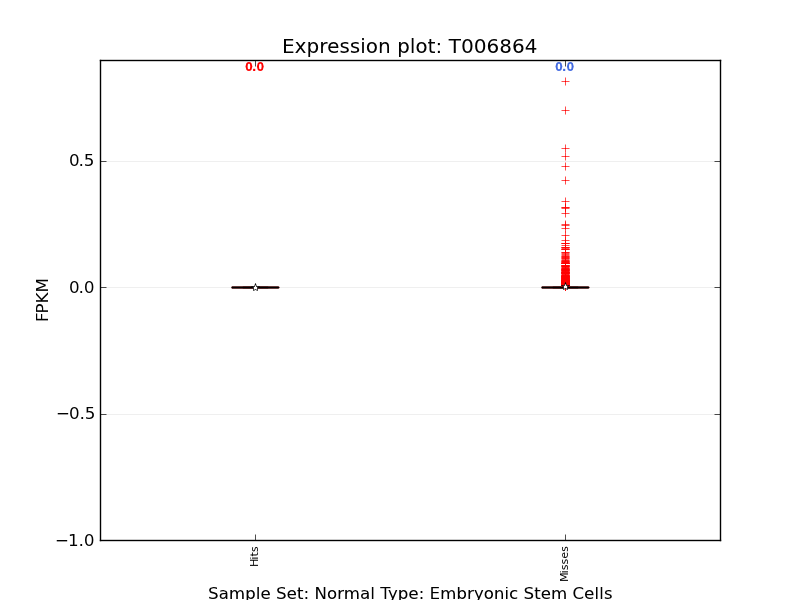 Expression plot: T006864
0.0
0.0
0.5
0.0
−0.5
−1.0
FPKM
Hits
Misses
Sample Set: Normal Type: Embryonic Stem Cells